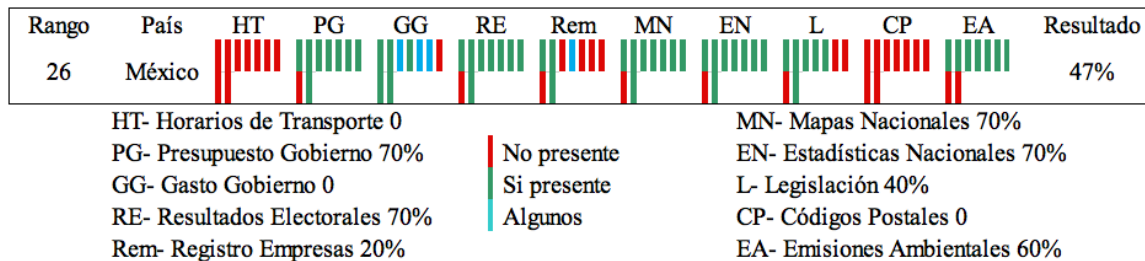 Rango País HT PG GG RE Rem MN EN L CP EA Resultado
26 México 47%
HT- Horarios de Transporte 0 MN- Mapas Nacionales 70%
PG- Presupuesto Gobierno 70% No presente EN- Estadísticas Nacionales 70%
GG- Gasto Gobierno 0 Si presente L- Legislación 40%
RE- Resultados Electorales 70% Algunos CP- Códigos Postales 0
Rem- Registro Empresas 20% EA- Emisiones Ambientales 60%